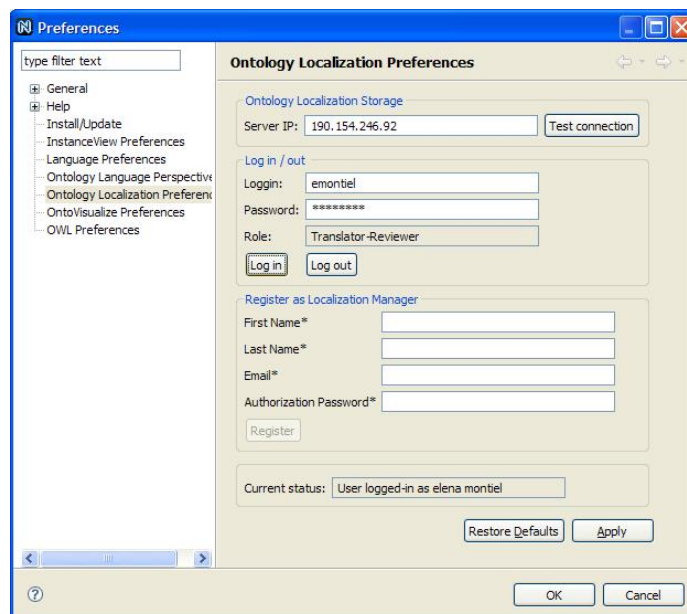 Preferences
type filter text
General
Help
Install/Update
InstanceView Preferences
Language Preferences
Ontology Language Perspective
Ontology Localization Preferenc
OntoVisualize Preferences
OWL Preferences
Ontology Localization Preferences
Ontology Localization Storage
Server IP: 190.154.246.92 Test connection
Log in / out
Loggin: emontiel
Password: ********
Role: Translator-Reviewer
Log in Log out
Register as Localization Manager
First Name*
Last Name*
Email*
Authorization Password*
Register
Current status: User logged-in as elena montiel
Restore Defaults Apply
OK Cancel